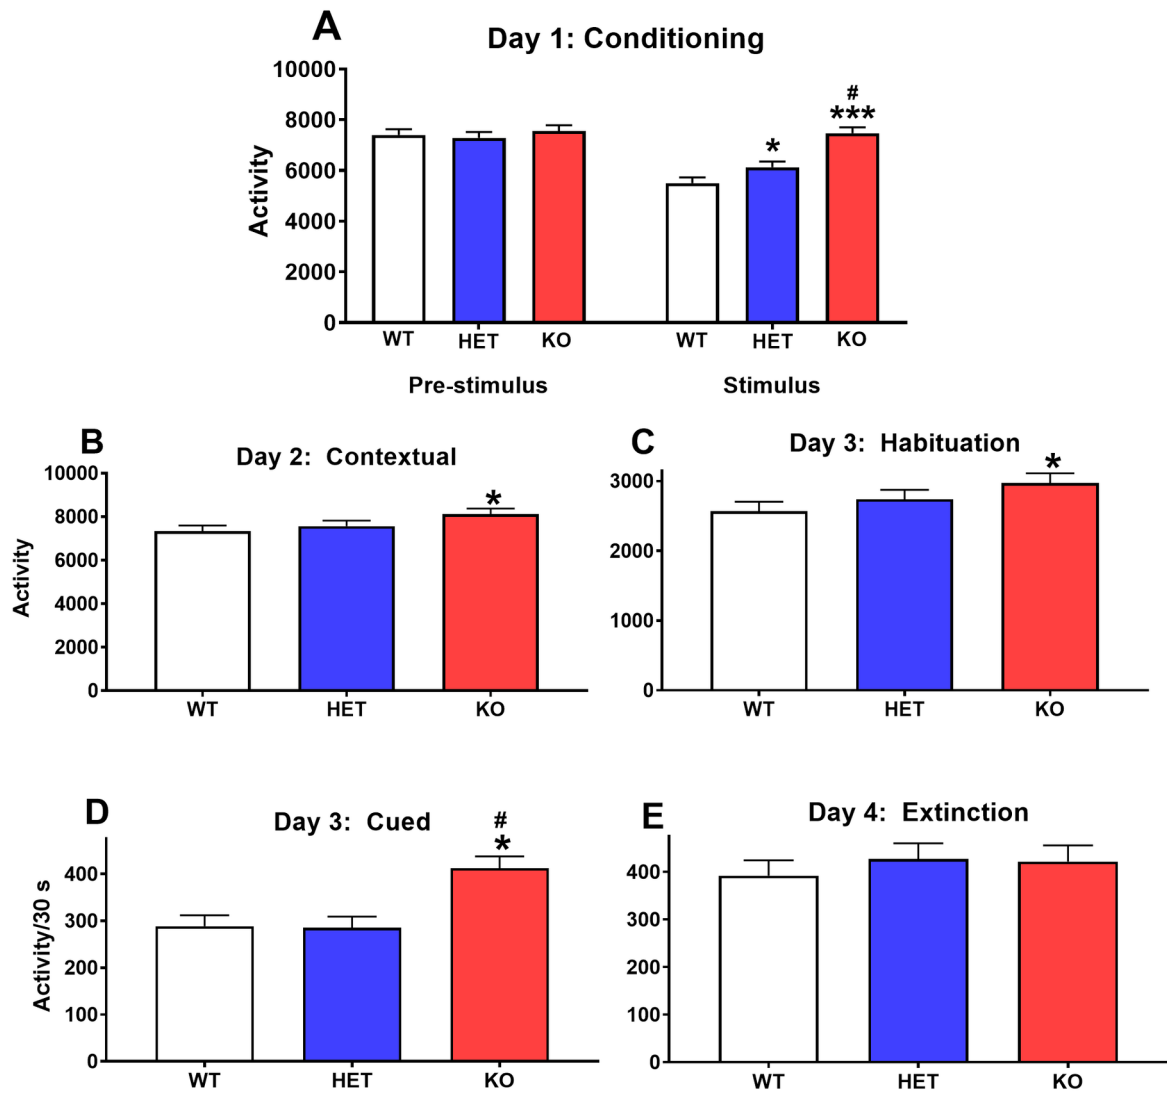 A
Day 1: Conditioning
Activity
10000
8000
6000
4000
2000
0
#
***
*
WT HET KO WT HET KO
Pre-stimulus Stimulus
B
Day 2: Contextual
Activity
10000
8000
6000
4000
2000
0
*
WT HET KO
C
Day 3: Habituation
3000
2000
1000
0
*
WT HET KO
D
Day 3: Cued
Activity/30 s
400
300
200
100
0
#
*
WT HET KO
E
Day 4: Extinction
400
300
200
100
0
WT HET KO